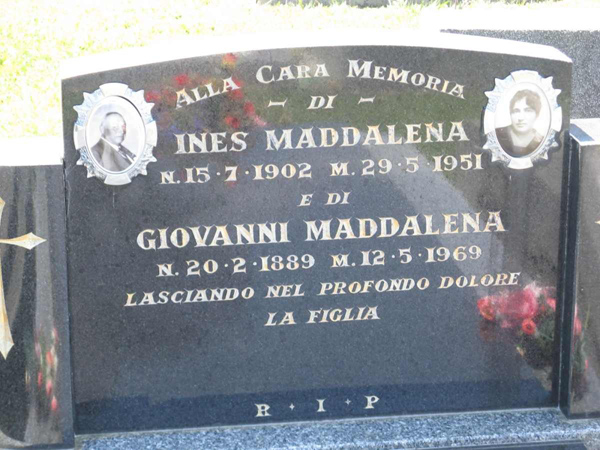 ALLA CARA MEMORIA
~ DI ~
INES MADDALENA
N. 15·7·1902 M. 29·5·1951
E DI
GIOVANNI MADDALENA
N. 20·2·1889 M. 12·5·1969
LASCIANDO NEL PROFONDO DOLORE
LA FIGLIA
R · I · P